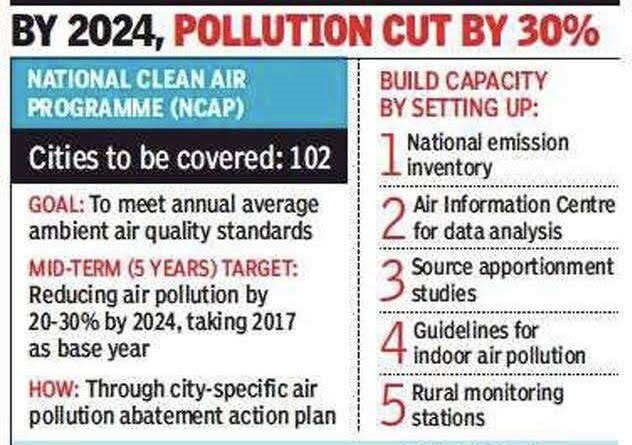 BY 2024, POLLUTION CUT BY 30%
NATIONAL CLEAN AIR
PROGRAMME (NCAP)
Cities to be covered: 102
GOAL: To meet annual average
ambient air quality standards
MID-TERM (5 YEARS) TARGET:
Reducing air pollution by
20-30% by 2024, taking 2017
as base year
HOW: Through city-specific air
pollution abatement action plan
BUILD CAPACITY
BY SETTING UP:
1 National emission
inventory
2 Air Information Centre
for data analysis
3 Source apportionment
studies
4 Guidelines for
indoor air pollution
5 Rural monitoring
stations